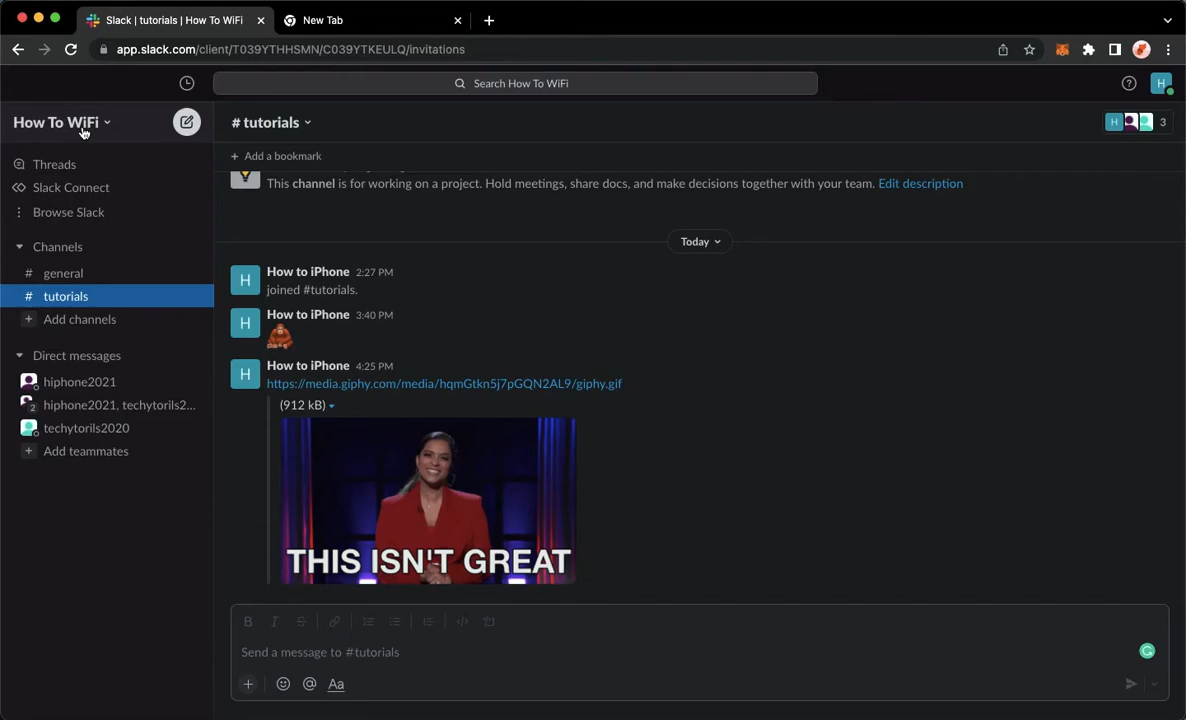 Slack | tutorials | How To WiFi
New Tab
app.slack.com/client/T039YTHHSMN/C039YTKEULQ/invitations
Search How To WiFi
H
How To WiFi
# tutorials
H 3
+ Add a bookmark
Threads
Slack Connect
Browse Slack
Channels
# general
# tutorials
+ Add channels
Direct messages
hiphone2021
2 hiphone2021, techytorils2...
techytorils2020
+ Add teammates
This channel is for working on a project. Hold meetings, share docs, and make decisions together with your team. Edit description
Today
H How to iPhone 2:27 PM
joined #tutorials.
H How to iPhone 3:40 PM
H How to iPhone 4:25 PM
https://media.giphy.com/media/hqmGtkn5j7pGQN2AL9/giphy.gif
(912 kB)
THIS ISN'T GREAT
B I S
Send a message to #tutorials
+ @ Aa